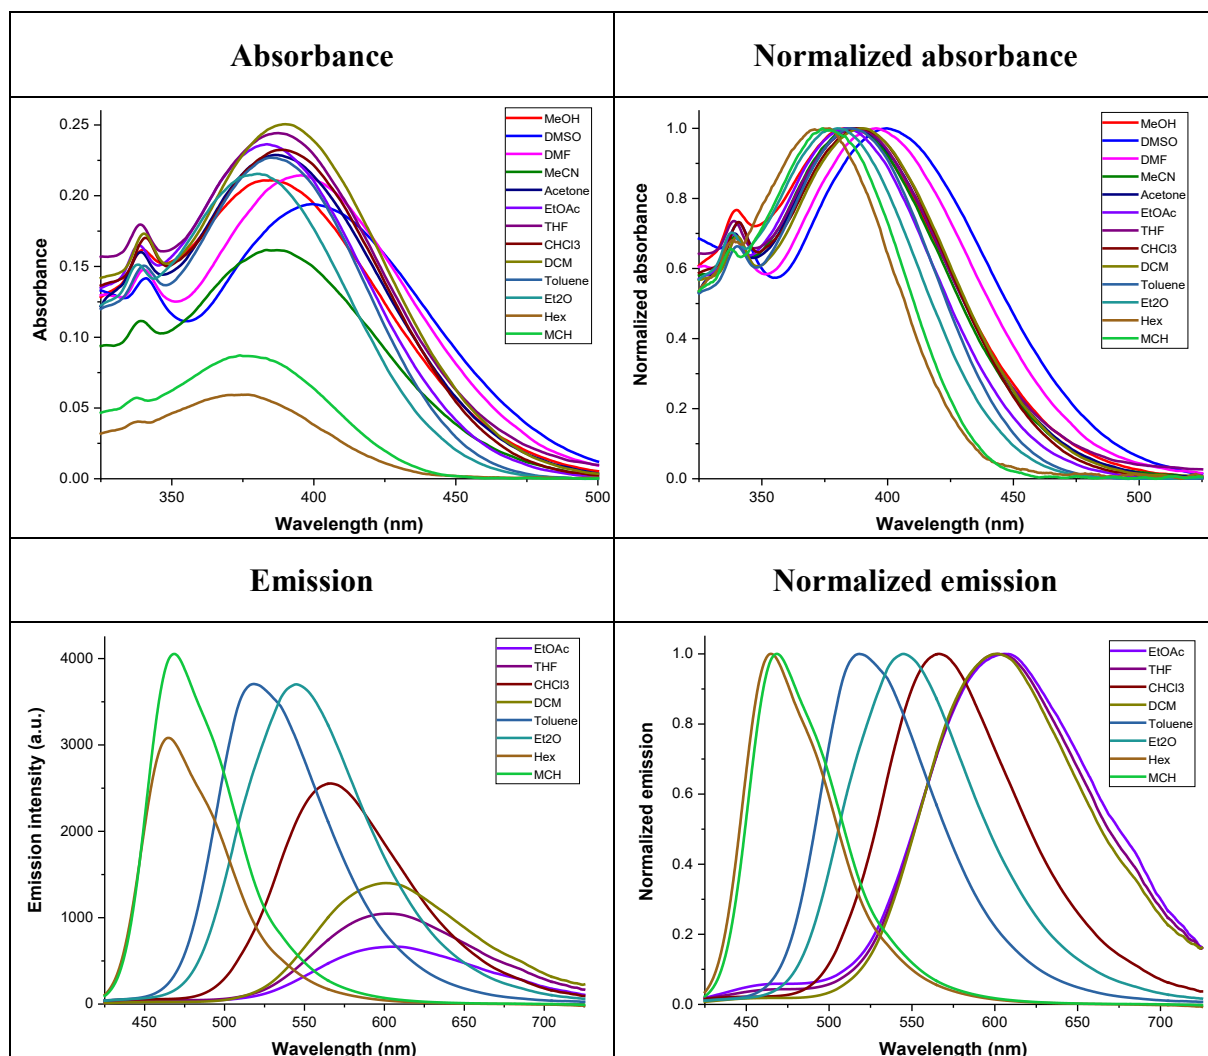 Absorbance
Normalized absorbance
0.25
0.20
0.15
0.10
0.05
0.00
350
400
450
500
Absorbance
Wavelength (nm)
MeOH
DMSO
DMF
MeCN
Acetone
EtOAc
THF
CHCl3
DCM
Toluene
Et2O
Hex
MCH
1.0
0.8
0.6
0.4
0.2
0.0
350
400
450
500
Normalized absorbance
Wavelength (nm)
MeOH
DMSO
DMF
MeCN
Acetone
EtOAc
THF
CHCl3
DCM
Toluene
Et2O
Hex
MCH
Emission
Normalized emission
4000
3000
2000
1000
0
450
500
550
600
650
700
Emission intensity (a.u.)
Wavelength (nm)
EtOAc
THF
CHCl3
DCM
Toluene
Et2O
Hex
MCH
1.0
0.8
0.6
0.4
0.2
0.0
450
500
550
600
650
700
Normalized emission
Wavelength (nm)
EtOAc
THF
CHCl3
DCM
Toluene
Et2O
Hex
MCH